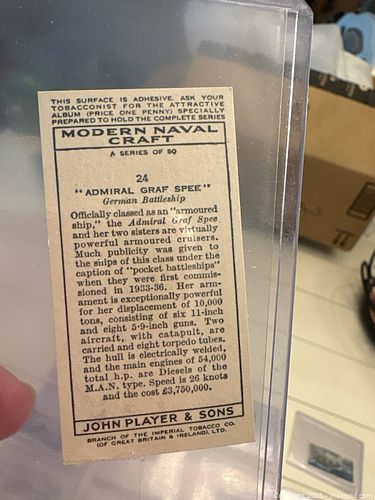 THIS SURFACE IS ADHESIVE. ASK YOUR
TOBACCONIST FOR THE ATTRACTIVE
ALBUM (PRICE ONE PENNY) SPECIALLY
PREPARED TO HOLD THE COMPLETE SERIES
MODERN NAVAL
CRAFT
A SERIES OF 50
24
"ADMIRAL GRAF SPEE"
German Battleship
Officially classed as an "armoured
ship," the Admiral Graf Spee
and her two sisters are virtually
powerful armoured cruisers.
Much publicity was given to
the ships of this class under the
caption of "pocket battleships"
when they were first commis-
sioned in 1933-36. Her arm-
ament is exceptionally powerful
for her displacement of 10,000
tons, consisting of six 11-inch
and eight 5·9-inch guns. Two
aircraft, with catapult, are
carried and eight torpedo tubes.
The hull is electrically welded,
and the main engines of 54,000
total h.p. are Diesels of the
M.A.N. type. Speed is 26 knots
and the cost £3,750,000.
JOHN PLAYER & SONS
BRANCH OF THE IMPERIAL TOBACCO CO.
(OF GREAT BRITAIN & IRELAND), LTD.